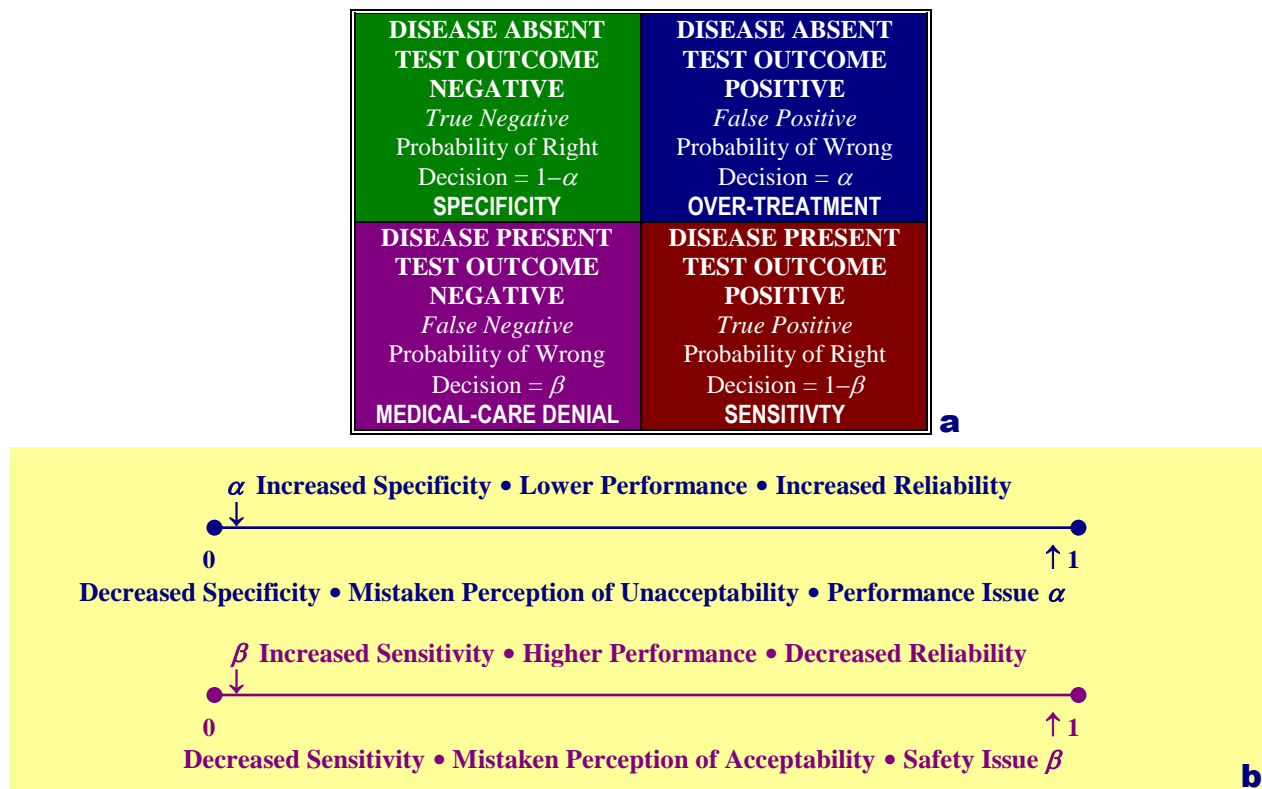 DISEASE ABSENT
TEST OUTCOME
NEGATIVE
True Negative
Probability of Right
Decision = 1–α
SPECIFICITY
DISEASE ABSENT
TEST OUTCOME
POSITIVE
False Positive
Probability of Wrong
Decision = α
OVER-TREATMENT
DISEASE PRESENT
TEST OUTCOME
NEGATIVE
False Negative
Probability of Wrong
Decision = β
MEDICAL-CARE DENIAL
DISEASE PRESENT
TEST OUTCOME
POSITIVE
True Positive
Probability of Right
Decision = 1–β
SENSITIVTY
a
α Increased Specificity • Lower Performance • Increased Reliability
↓
0 ↑ 1
Decreased Specificity • Mistaken Perception of Unacceptability • Performance Issue α
β Increased Sensitivity • Higher Performance • Decreased Reliability
↓
0 ↑ 1
Decreased Sensitivity • Mistaken Perception of Acceptability • Safety Issue β
b